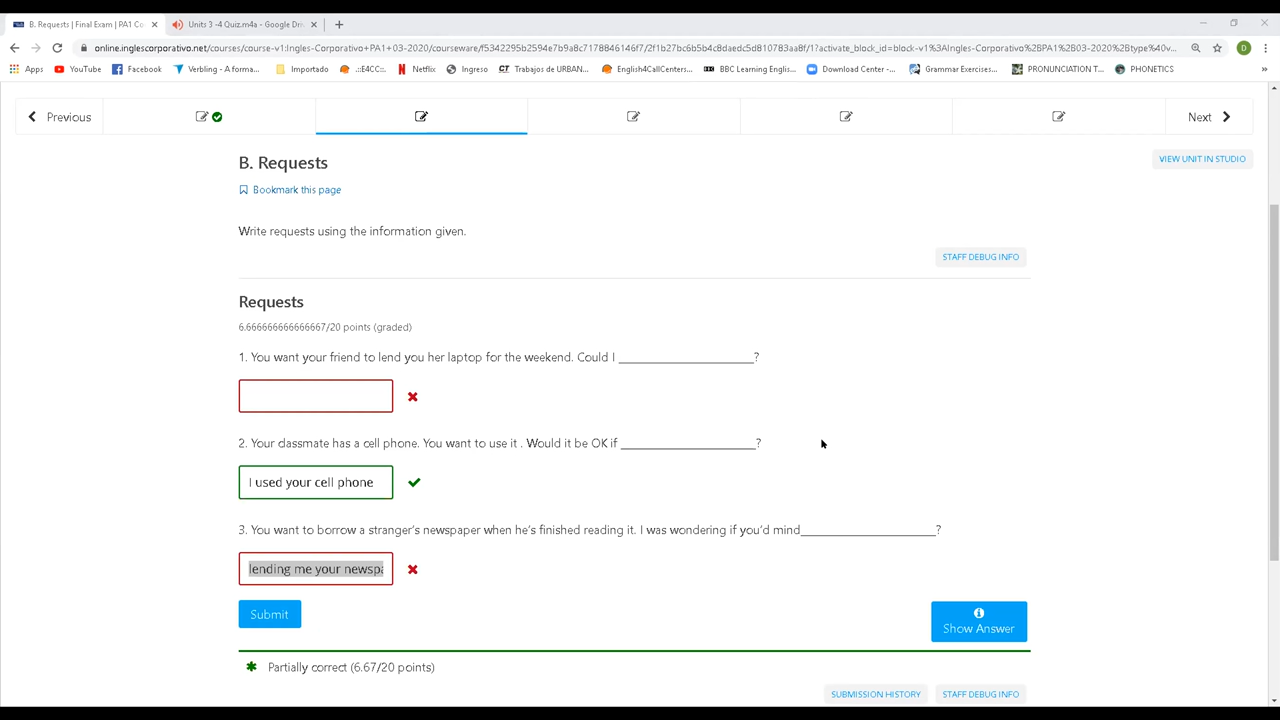 B. Requests | Final Exam | PA1 Co
Units 3 -4 Quiz.m4a - Google Dri
online.inglescorporativo.net/courses/course-v1:Ingles-Corporativo+PA1+03-2020/courseware/f5342295b2594e7b9a8c7178846146f7/2f1b27bc6b5b4c8daedc5d810783aa8f/1?activate_block_id=block-v1%3AIngles-Corporativo%2BPA1%2B03-2020%2Btype%40v...
Apps YouTube Facebook Verbling - A forma... Importado .::E4CC::. Netflix Ingreso Trabajos de URBAN... English4CallCenters... BBC Learning Englis... Download Center -... Grammar Exercises... PRONUNCIATION T... PHONETICS »
Previous
Next
B. Requests
VIEW UNIT IN STUDIO
Bookmark this page
Write requests using the information given.
STAFF DEBUG INFO
Requests
6.666666666666667/20 points (graded)
1. You want your friend to lend you her laptop for the weekend. Could I ______________________?
2. Your classmate has a cell phone. You want to use it . Would it be OK if ______________________?
I used your cell phone
3. You want to borrow a stranger's newspaper when he's finished reading it. I was wondering if you'd mind______________________?
lending me your newspa
Submit
Show Answer
Partially correct (6.67/20 points)
SUBMISSION HISTORY
STAFF DEBUG INFO